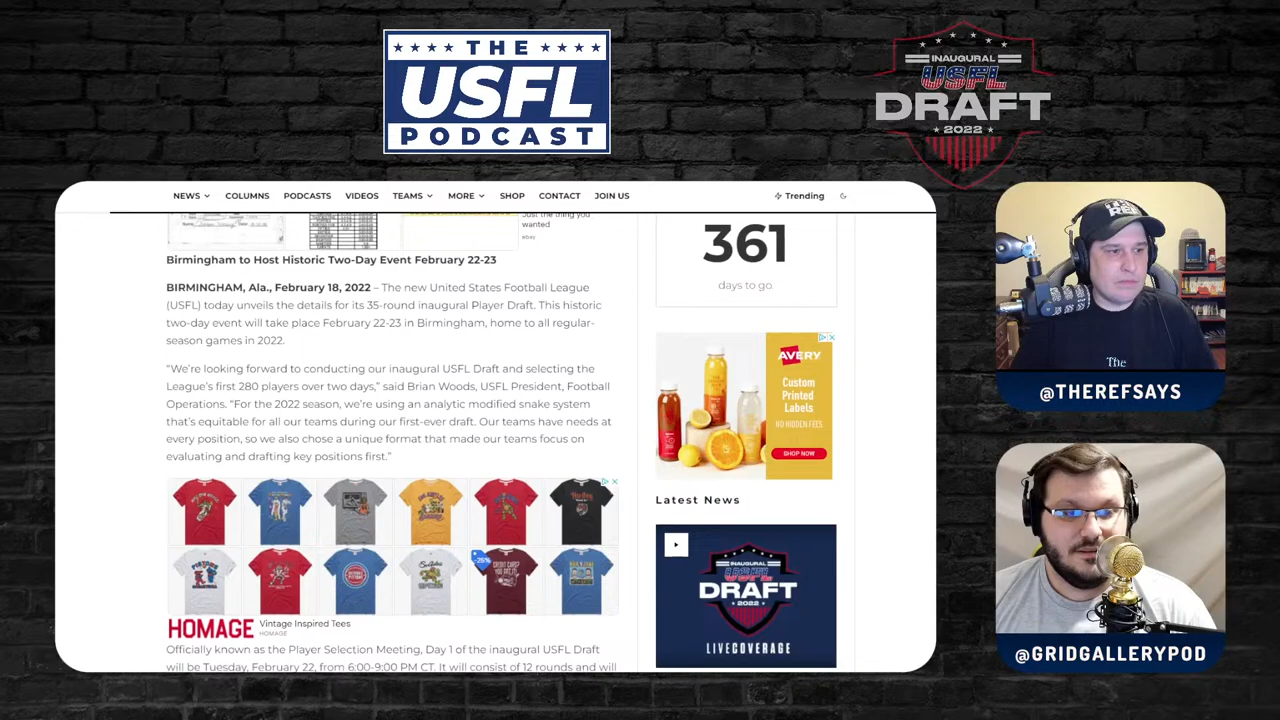 ★★★★ THE ★★★★
USFL
PODCAST
INAUGURAL
USFL
DRAFT
★ 2022 ★
NEWS COLUMNS PODCASTS VIDEOS TEAMS MORE SHOP CONTACT JOIN US Trending
Just the thing you
wanted
ebay
Birmingham to Host Historic Two-Day Event February 22-23
BIRMINGHAM, Ala., February 18, 2022 – The new United States Football League
(USFL) today unveils the details for its 35-round inaugural Player Draft. This historic
two-day event will take place February 22-23 in Birmingham, home to all regular-
season games in 2022.
“We’re looking forward to conducting our inaugural USFL Draft and selecting the
League’s first 280 players over two days,” said Brian Woods, USFL President, Football
Operations. “For the 2022 season, we’re using an analytic modified snake system
that’s equitable for all our teams during our first-ever draft. Our teams have needs at
every position, so we also chose a unique format that made our teams focus on
evaluating and drafting key positions first.”
-25%
HOMAGE
Vintage Inspired Tees
HOMAGE
Officially known as the Player Selection Meeting, Day 1 of the inaugural USFL Draft
will be Tuesday, February 22, from 6:00-9:00 PM CT. It will consist of 12 rounds and will
361
days to go.
AVERY
Custom
Printed
Labels
NO HIDDEN FEES
SHOP NOW
Latest News
INAUGURAL
USFL
DRAFT
2022
LIVECOVERAGE
The
@THEREFSAYS
@GRIDGALLERYPOD